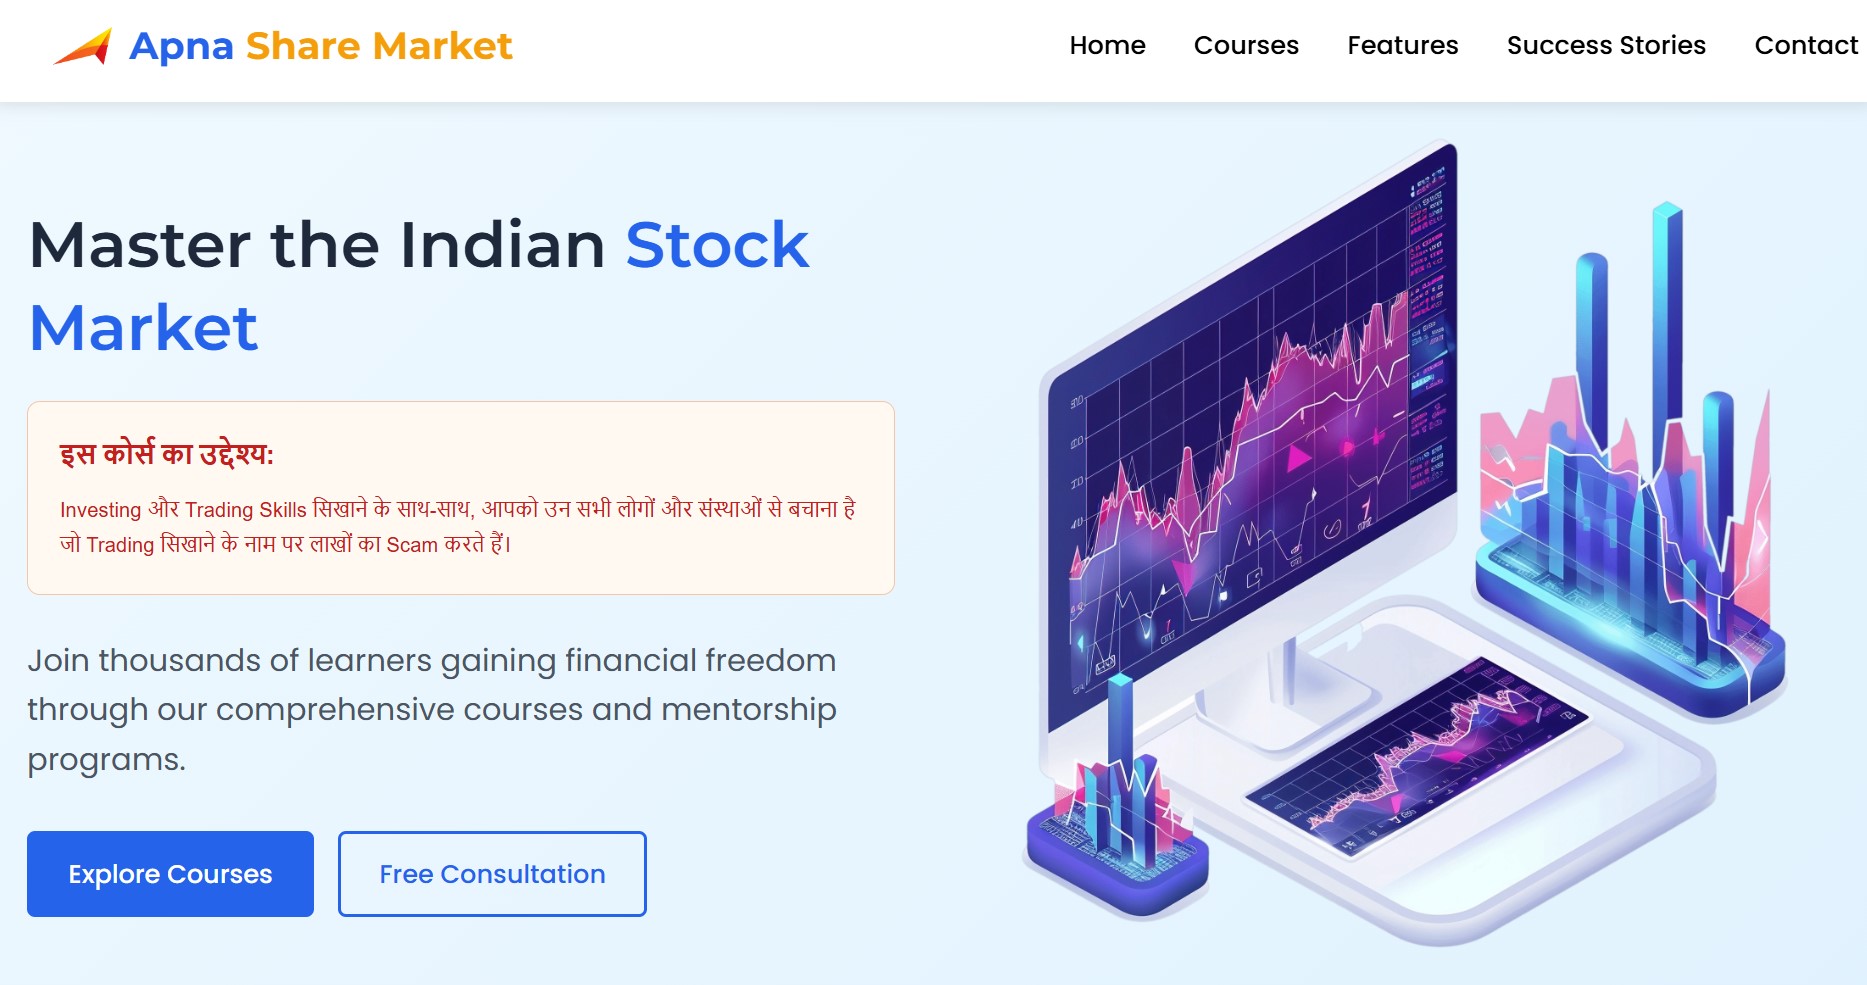 Apna Share Market
Home Courses Features Success Stories Contact
Master the Indian Stock
Market
इस कोर्स का उद्देश्य:
Investing और Trading Skills सिखाने के साथ-साथ, आपको उन सभी लोगों और संस्थाओं से बचाना है
जो Trading सिखाने के नाम पर लाखों का Scam करते हैं।
Join thousands of learners gaining financial freedom
through our comprehensive courses and mentorship
programs.
Explore Courses Free Consultation